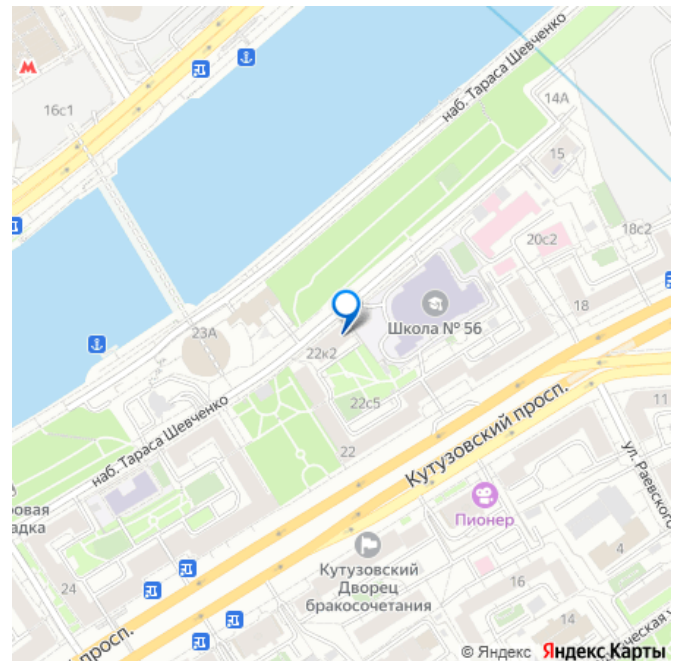 наб. Тараса Шевченко
14А
16с1
15
20с2
18с2
18
Школа № 56
23А
22к2
22с5
22
наб. Тараса Шевченко
Кутузовский просп.
11
ул. Раевского
Пионер
4
Кутузовский
Дворец
бракосочетания
16
14
24
просп.
© Яндекс Яндекс Карты